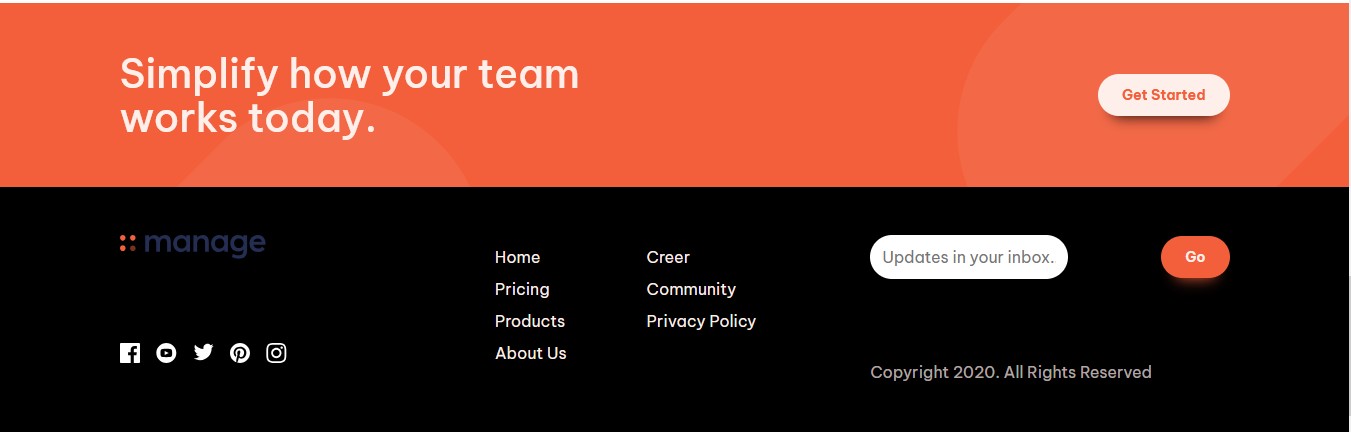 Simplify how your team
works today.
Get Started
manage
Home
Pricing
Products
About Us
Creer
Community
Privacy Policy
Updates in your inbox.
Go
Copyright 2020. All Rights Reserved